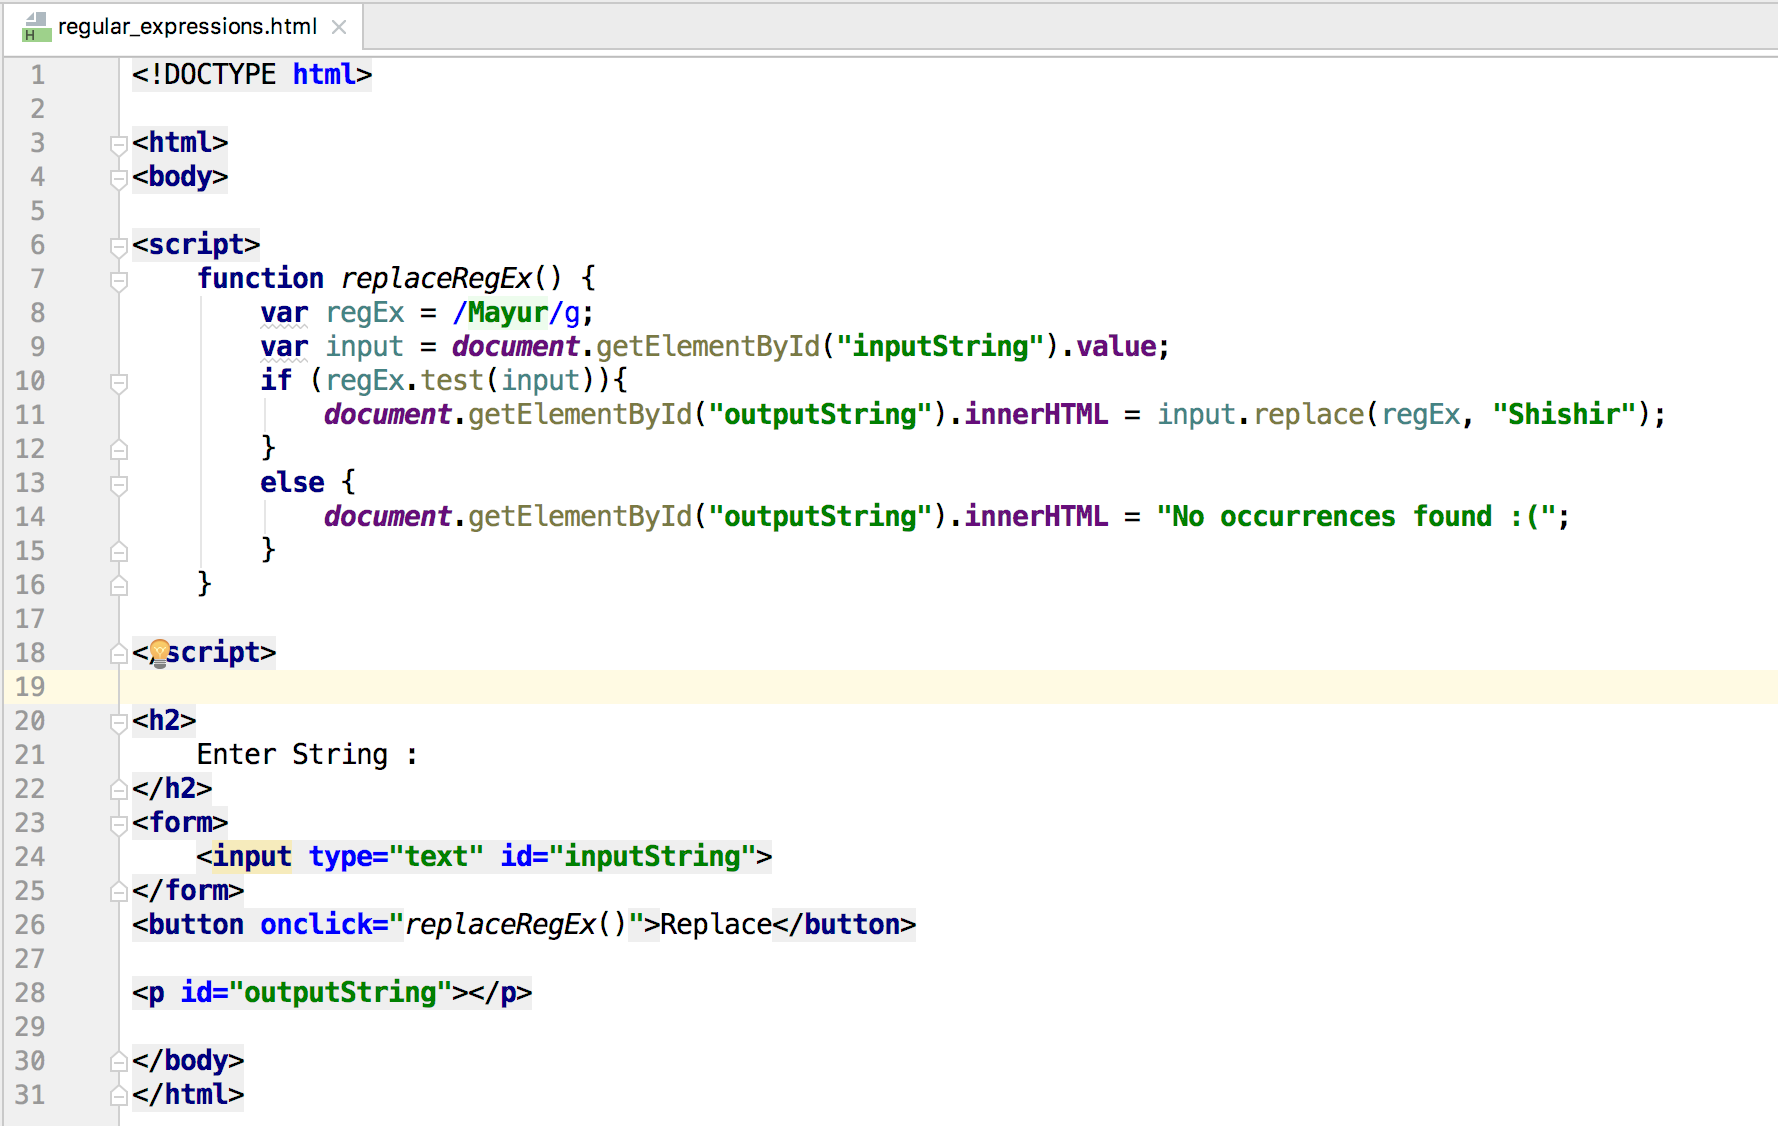 regular_expressions.html
1 <!DOCTYPE html>
2
3 <html>
4 <body>
5
6 <script>
7     function replaceRegEx() {
8         var regEx = /Mayur/g;
9         var input = document.getElementById("inputString").value;
10         if (regEx.test(input)){
11             document.getElementById("outputString").innerHTML = input.replace(regEx, "Shishir");
12         }
13         else {
14             document.getElementById("outputString").innerHTML = "No occurrences found :(";
15         }
16     }
17
18 </script>
19
20 <h2>
21     Enter String :
22 </h2>
23 <form>
24     <input type="text" id="inputString">
25 </form>
26 <button onclick="replaceRegEx()">Replace</button>
27
28 <p id="outputString"></p>
29
30 </body>
31 </html>